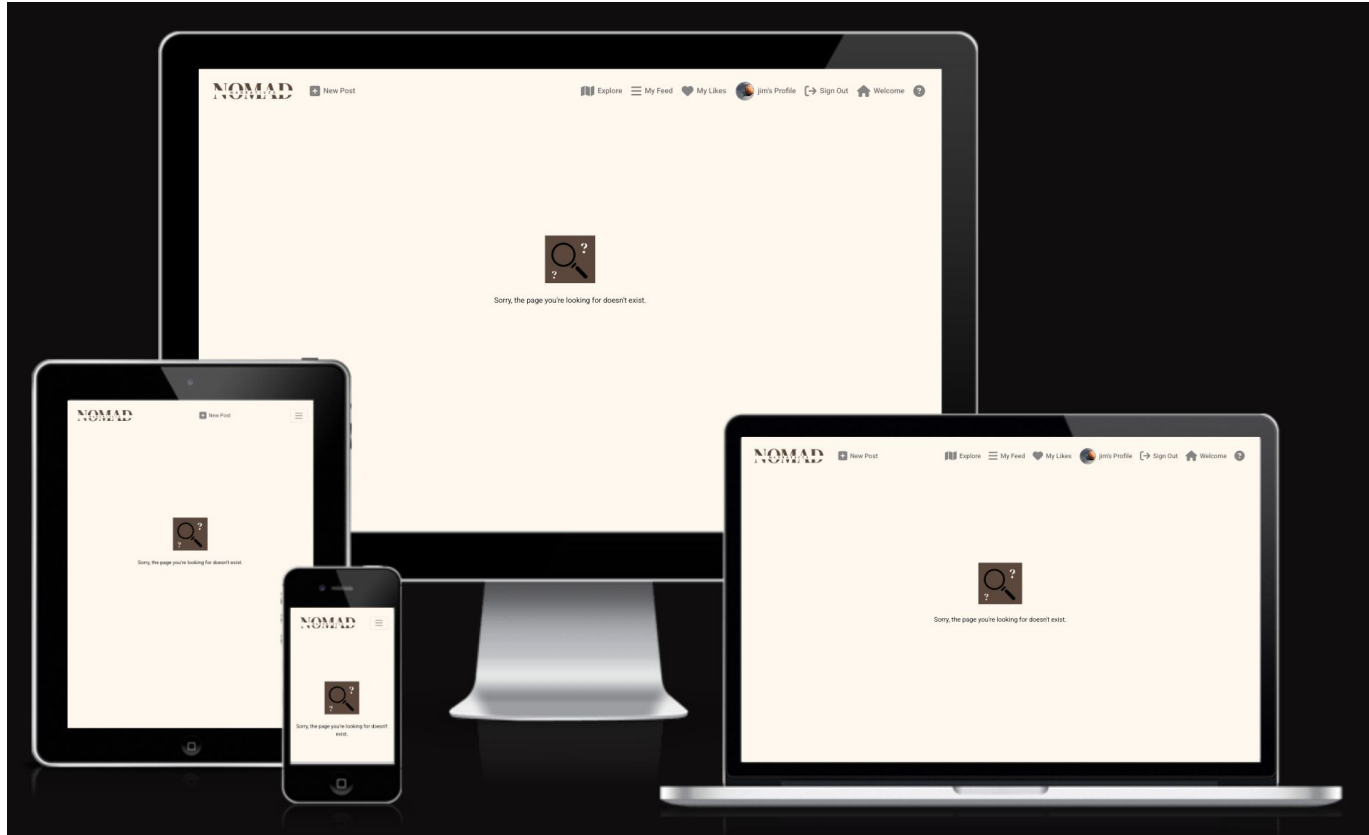 NOMAD
NARRATIVES
New Post
Explore My Feed My Likes jim's Profile Sign Out Welcome ?
? ?
Sorry, the page you're looking for doesn't exist.
NOMAD
New Post
? ?
Sorry, the page you're looking for doesn't exist.
NOMAD
? ?
Sorry, the page you're looking for doesn't
exist.
NOMAD
New Post
Explore My Feed My Likes jim's Profile Sign Out Welcome ?
? ?
Sorry, the page you're looking for doesn't exist.